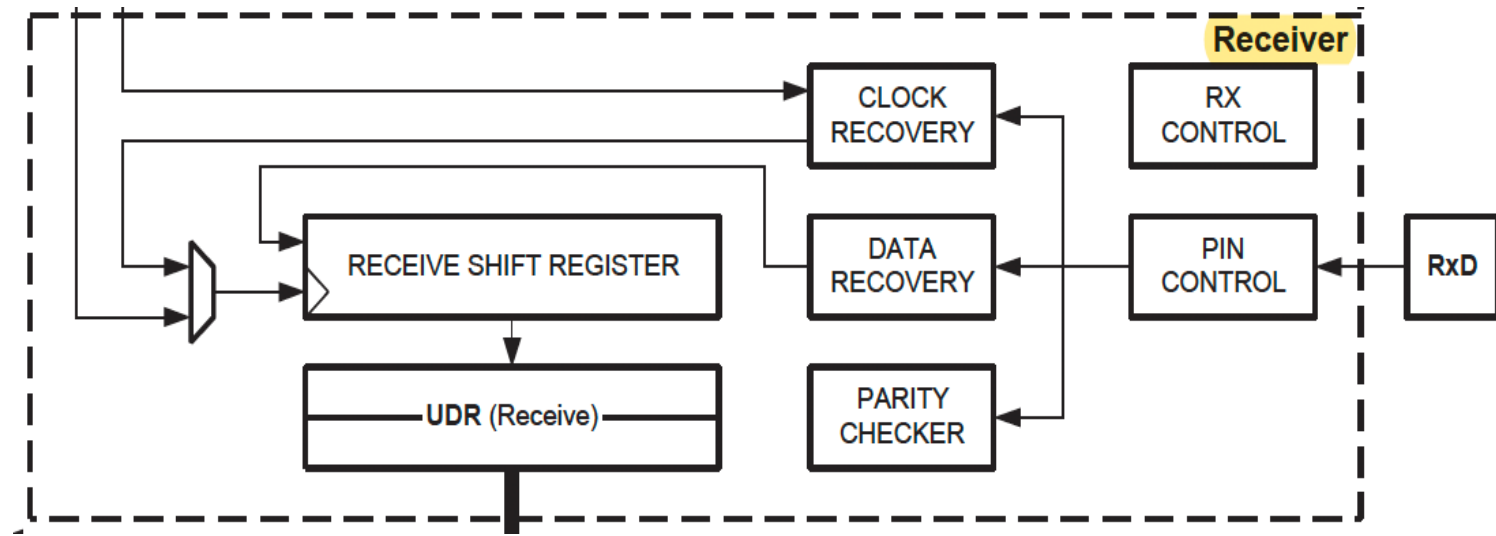 Receiver
CLOCK
RECOVERY
RX
CONTROL
RECEIVE SHIFT REGISTER
DATA
RECOVERY
PIN
CONTROL
RxD
UDR (Receive)
PARITY
CHECKER